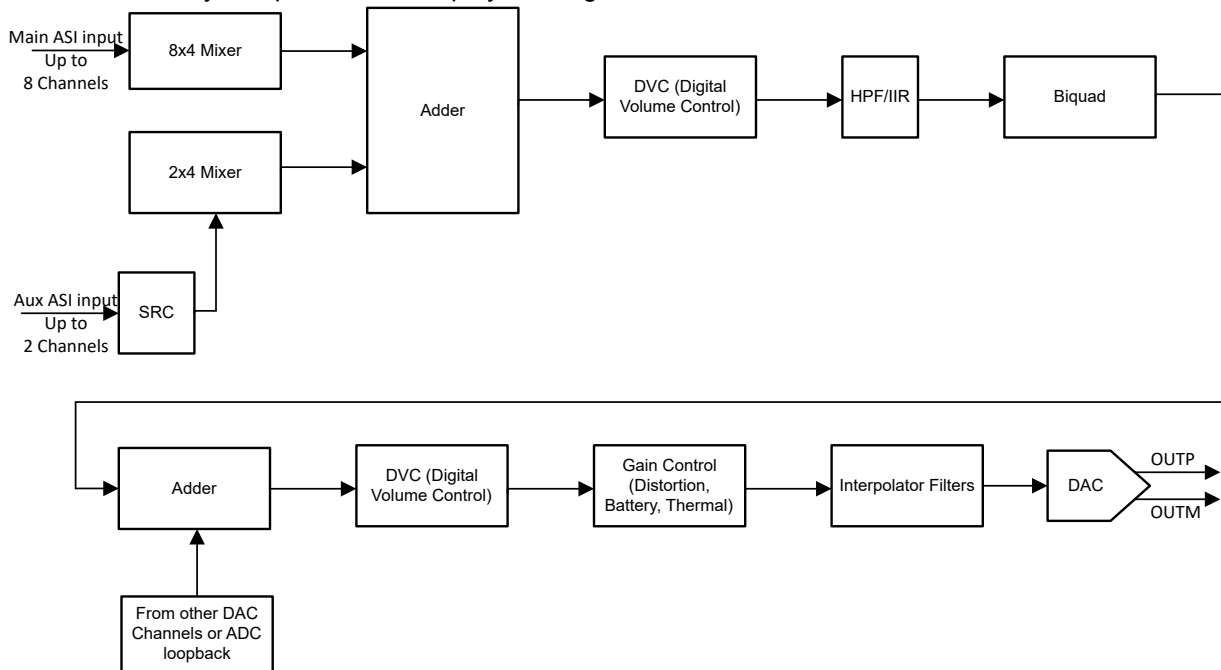 Main ASI input
Up to
8 Channels
8x4 Mixer
Adder
DVC (Digital
Volume Control)
HPF/IIR
Biquad
2x4 Mixer
Aux ASI input
Up to
2 Channels
SRC
Adder
DVC (Digital
Volume Control)
Gain Control
(Distortion,
Battery, Thermal)
Interpolator Filters
DAC
OUTP
OUTM
From other DAC
Channels or ADC
loopback